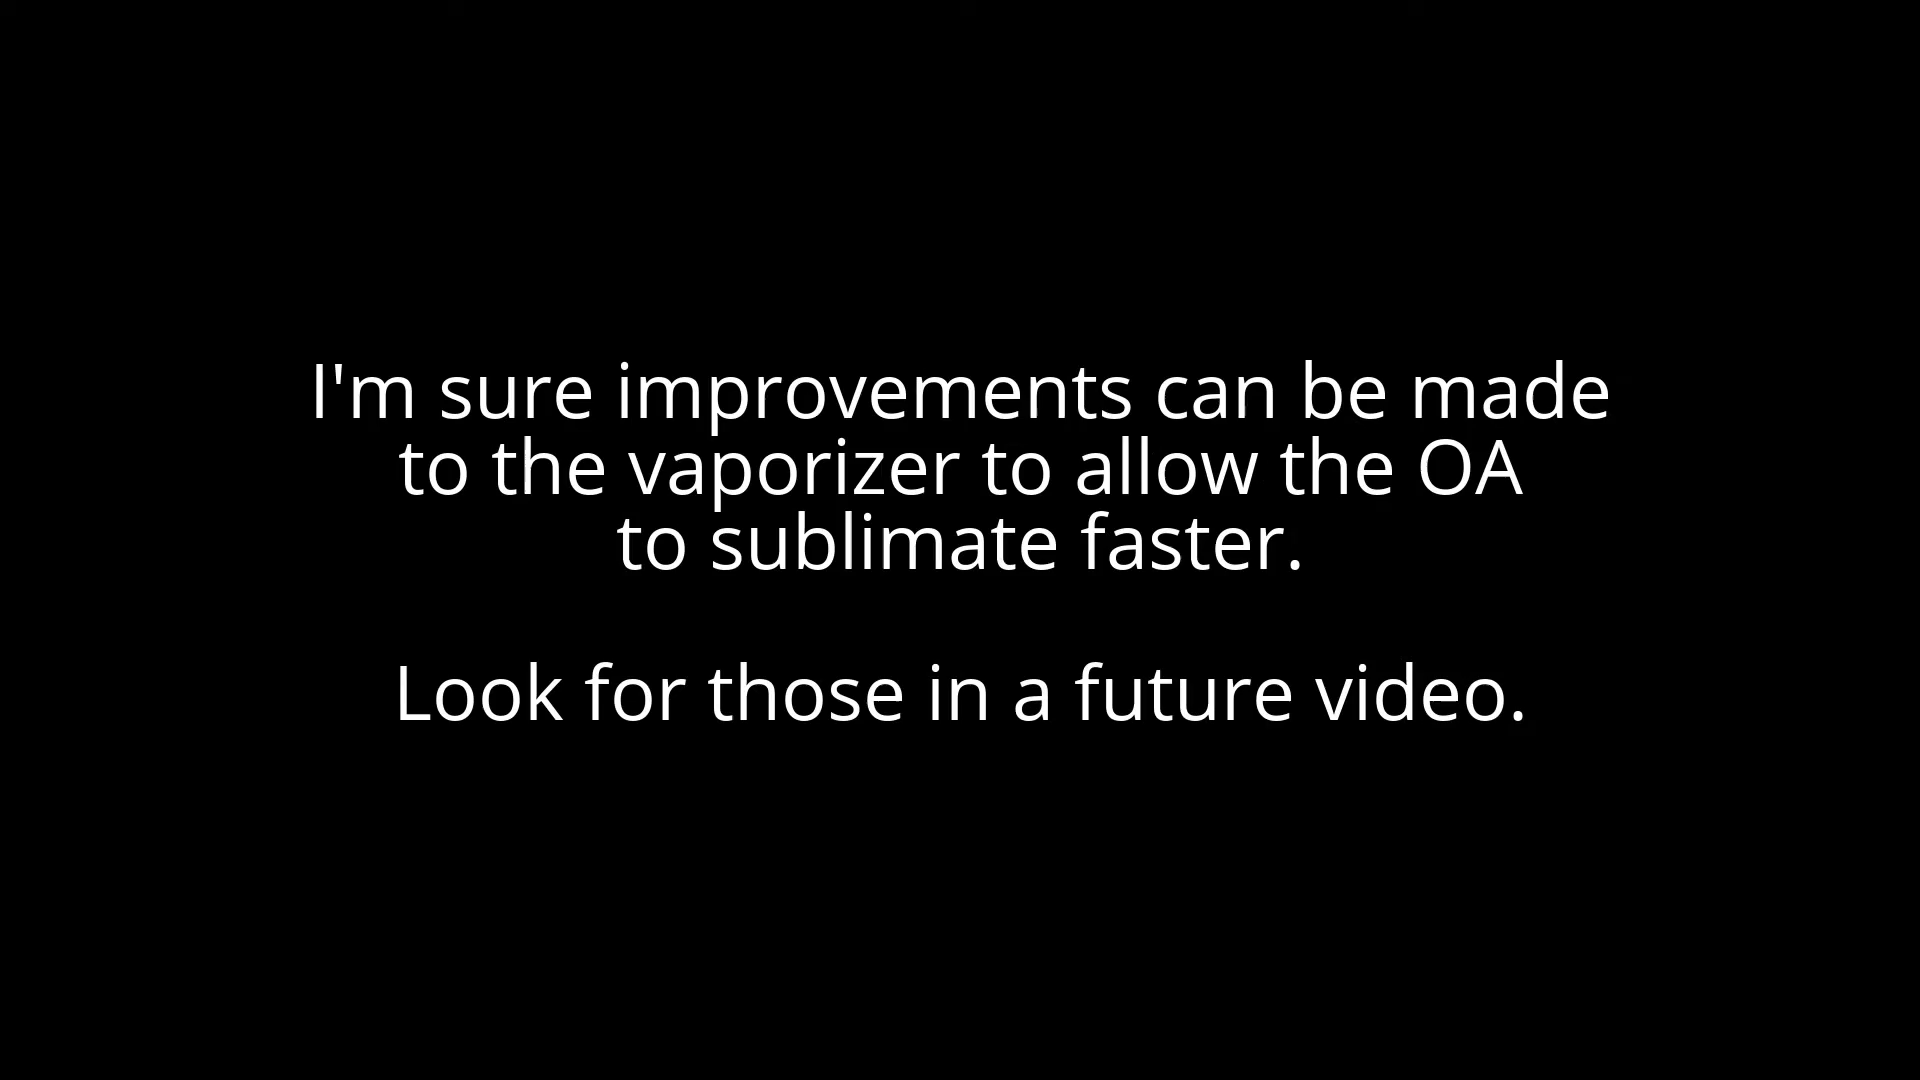 I'm sure improvements can be made
to the vaporizer to allow the OA
to sublimate faster.
Look for those in a future video.